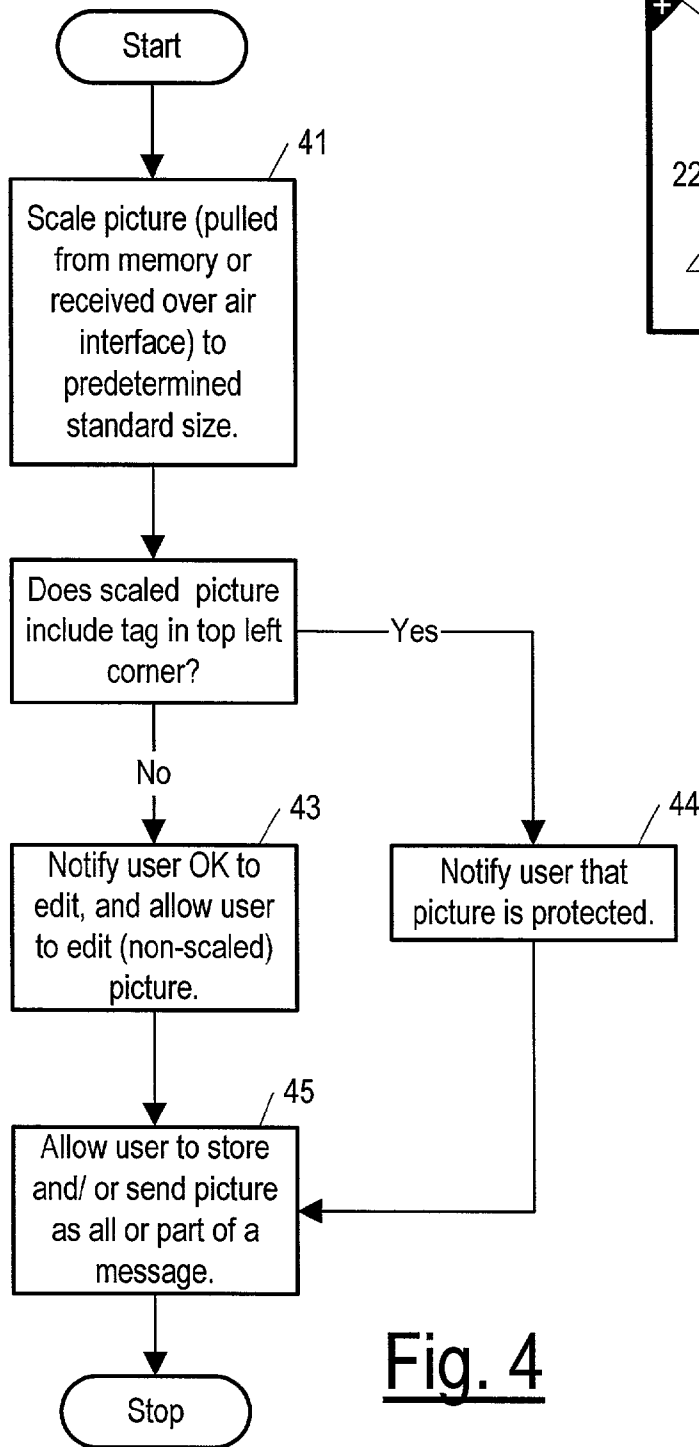 Start
41
Scale picture (pulled
from memory or
received over air
interface) to
predetermined
standard size.
Does scaled picture
include tag in top left
corner?
Yes
No
43
Notify user OK to
edit, and allow user
to edit (non-scaled)
picture.
44
Notify user that
picture is protected.
45
Allow user to store
and/ or send picture
as all or part of a
message.
Stop
Fig. 4
+
22